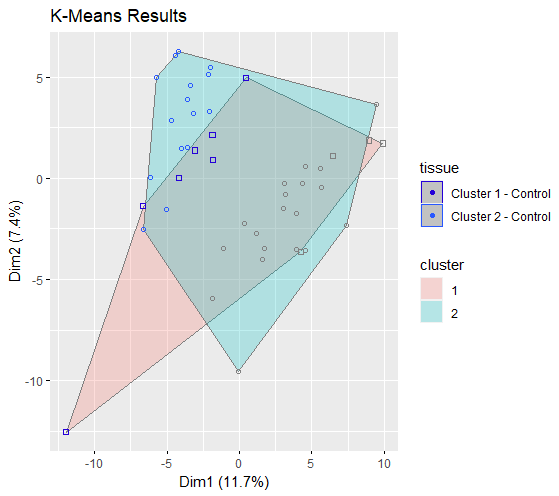 K-Means Results
5
0
-5
-10
Dim2 (7.4%)
-10
-5
0
5
10
Dim1 (11.7%)
tissue
Cluster 1 - Control
Cluster 2 - Control
cluster
1
2